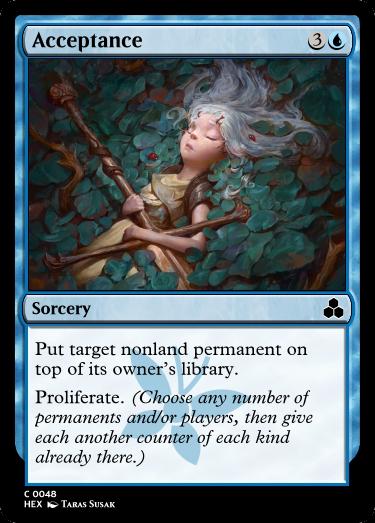 Acceptance 3
Sorcery
Put target nonland permanent on
top of its owner's library.
Proliferate. (Choose any number of
permanents and/or players, then give
each another counter of each kind
already there.)
C 0048
HEX Taras Susak